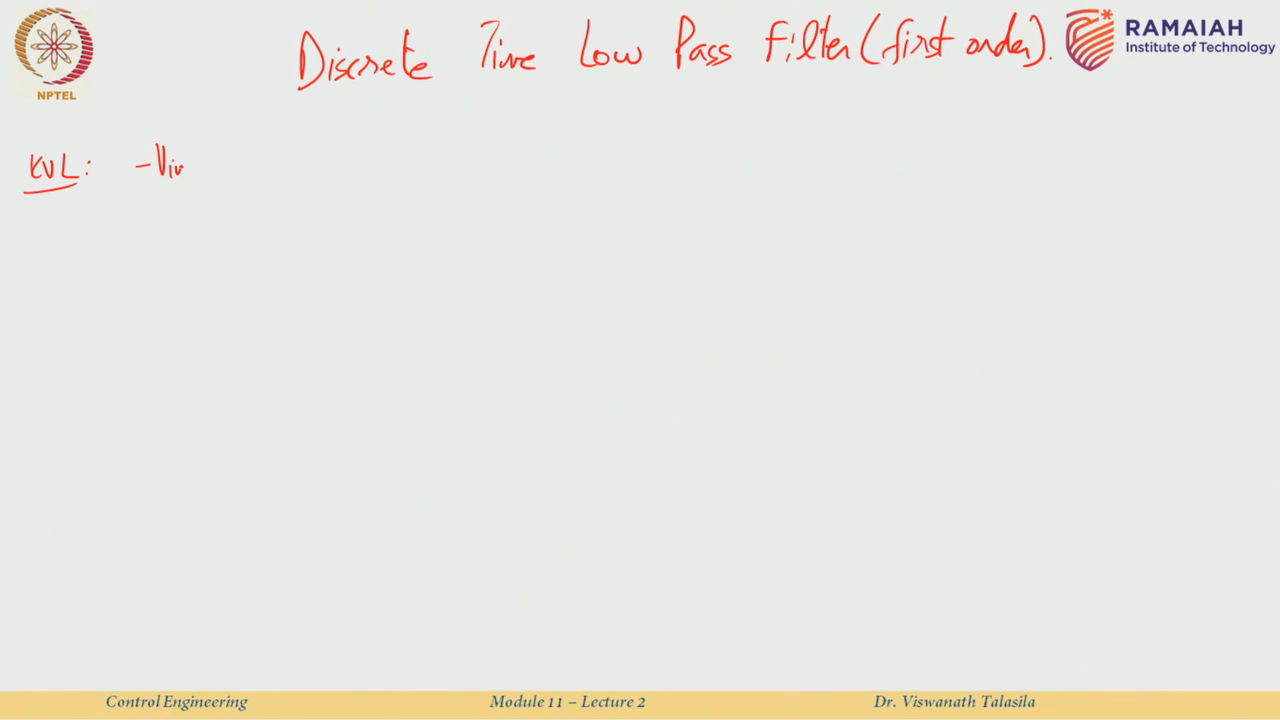 Discrete Time Low Pass Filter (first order).
NPTEL
RAMAIAH
Institute of Technology
KVL: -Vin
Control Engineering
Module 11 – Lecture 2
Dr. Viswanath Talasila